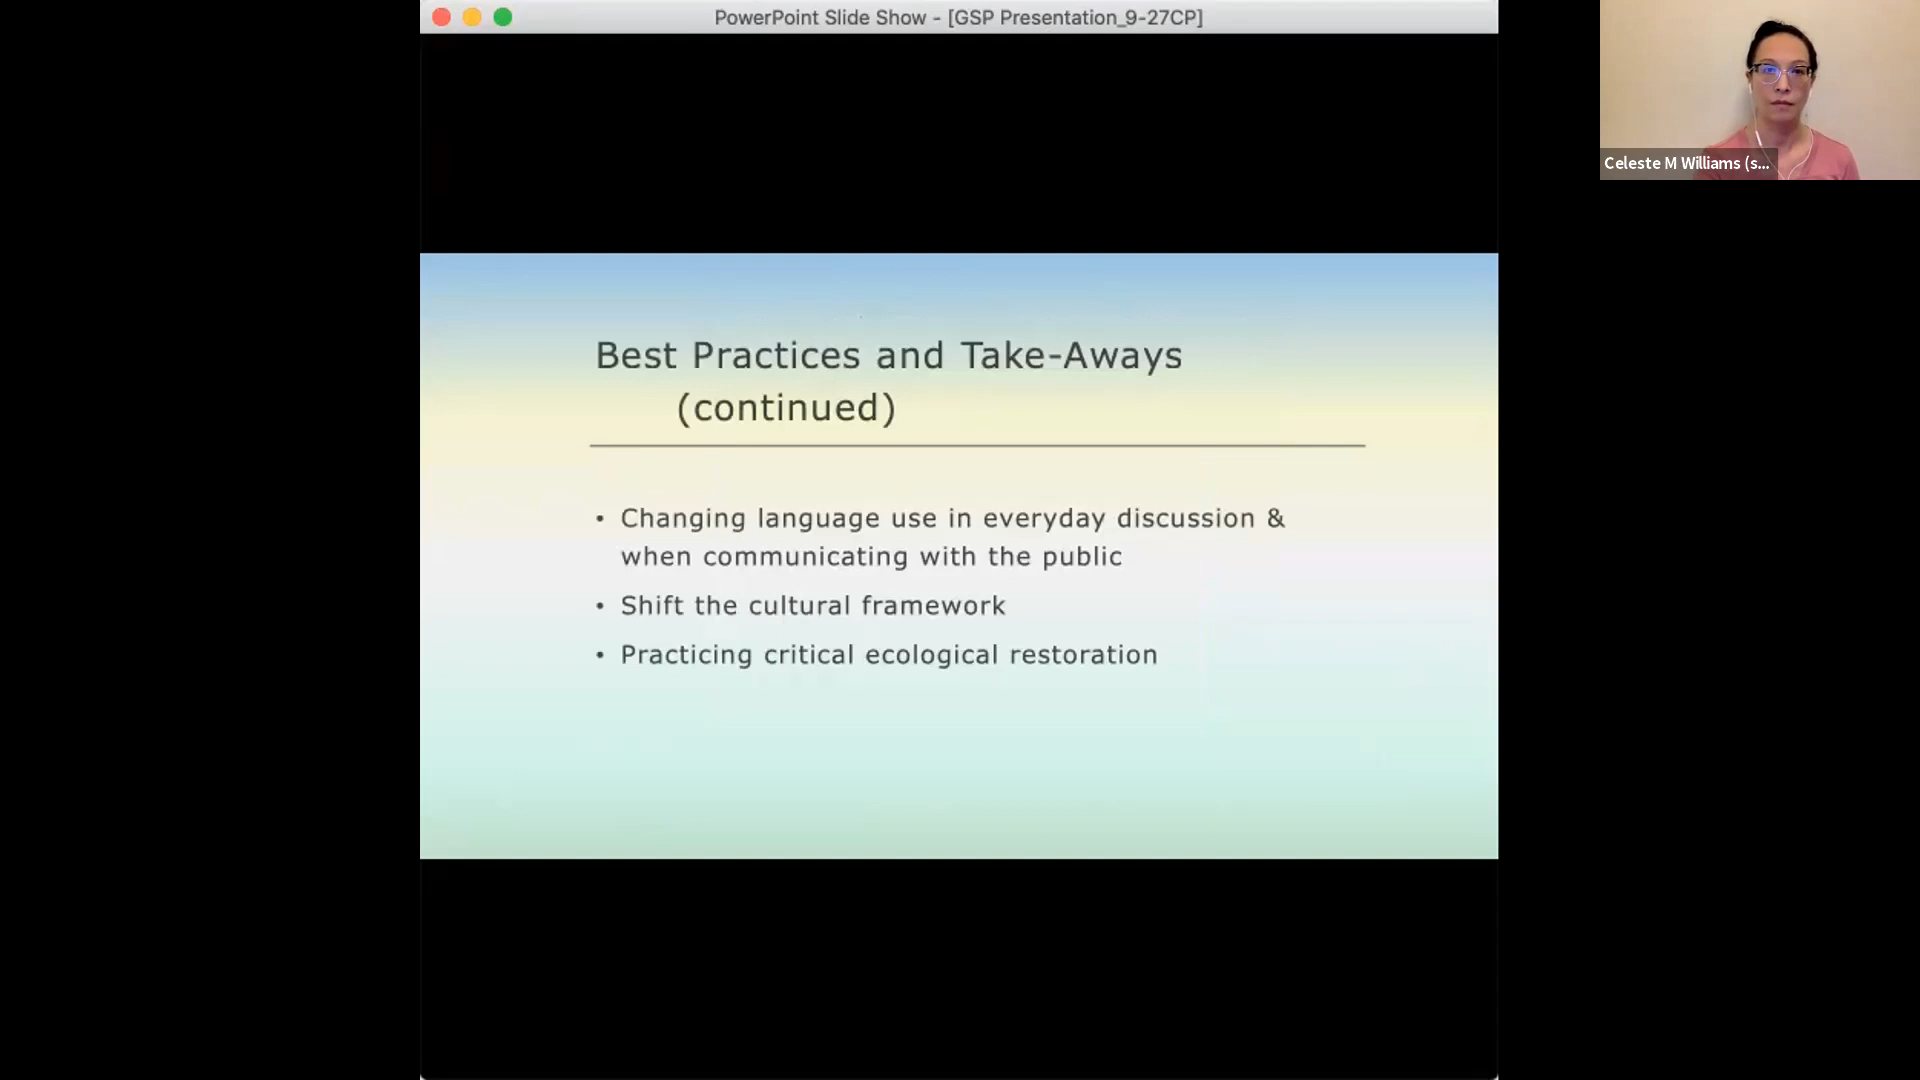 PowerPoint Slide Show - [GSP Presentation_9-27CP]
Celeste M Williams (s...
Best Practices and Take-Aways
(continued)
• Changing language use in everyday discussion &
when communicating with the public
• Shift the cultural framework
• Practicing critical ecological restoration